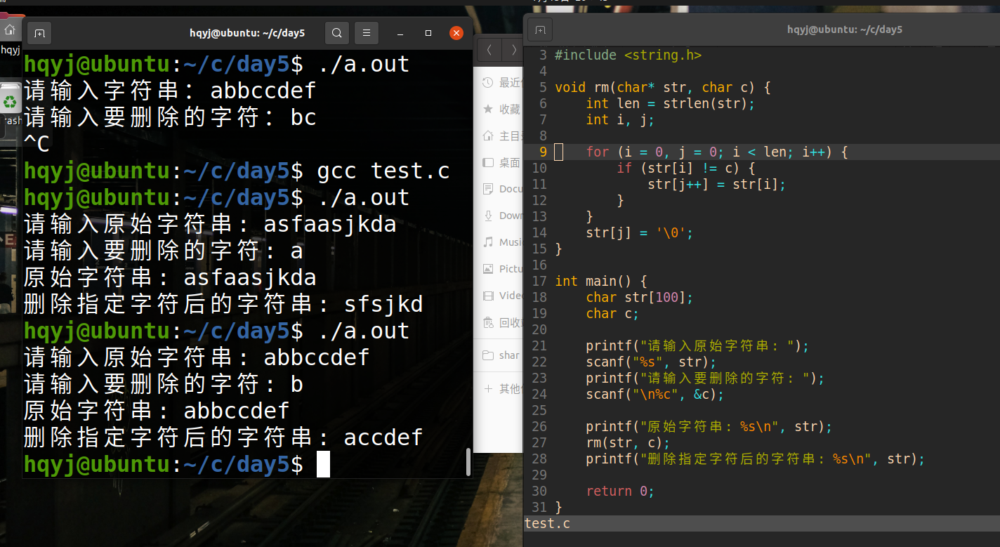 hqyj@ubuntu: ~/c/day5
hqyj
hqyj@ubuntu:~/c/day5$ ./a.out
请输入字符串: abbccdef
请输入要删除的字符: bc
^C
hqyj@ubuntu:~/c/day5$ gcc test.c
hqyj@ubuntu:~/c/day5$ ./a.out
请输入原始字符串: asfaasjkda
请输入要删除的字符: a
原始字符串: asfaasjkda
删除指定字符后的字符串: sfsjkd
hqyj@ubuntu:~/c/day5$ ./a.out
请输入原始字符串: abbccdef
请输入要删除的字符: b
原始字符串: abbccdef
删除指定字符后的字符串: accdef
hqyj@ubuntu:~/c/day5$
最近
收藏
主目
桌面
Docu
Down
Musi
Pictu
Video
回收
shar
其他
hqyj@ubuntu: ~/c/day5
3 #include <string.h>
4
5 void rm(char* str, char c) {
6     int len = strlen(str);
7     int i, j;
8
9     for (i = 0, j = 0; i < len; i++) {
10         if (str[i] != c) {
11             str[j++] = str[i];
12         }
13     }
14     str[j] = '\0';
15 }
16
17 int main() {
18     char str[100];
19     char c;
20
21     printf("请输入原始字符串: ");
22     scanf("%s", str);
23     printf("请输入要删除的字符: ");
24     scanf("\n%c", &c);
25
26     printf("原始字符串: %s\n", str);
27     rm(str, c);
28     printf("删除指定字符后的字符串: %s\n", str);
29
30     return 0;
31 }
test.c